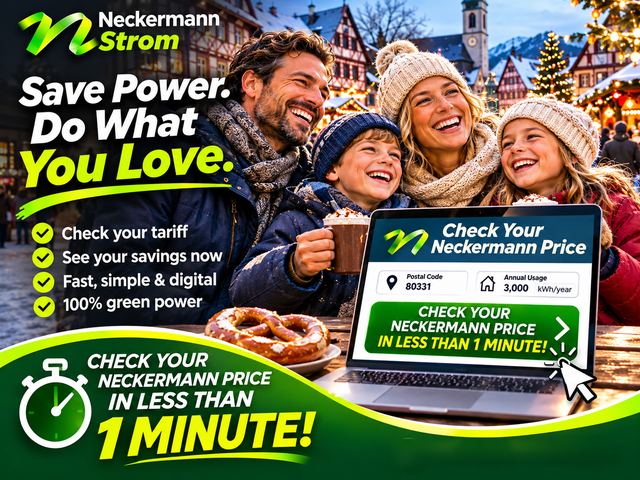 Neckermann
Strom
Save Power.
Do What
You Love.
Check your tariff
See your savings now
Fast, simple & digital
100% green power
Check Your
Neckermann Price
Postal Code
80331
Annual Usage
3,000 kWh/year
CHECK YOUR
NECKERMANN PRICE
IN LESS THAN 1 MINUTE!
CHECK YOUR
NECKERMANN PRICE
IN LESS THAN
1 MINUTE!